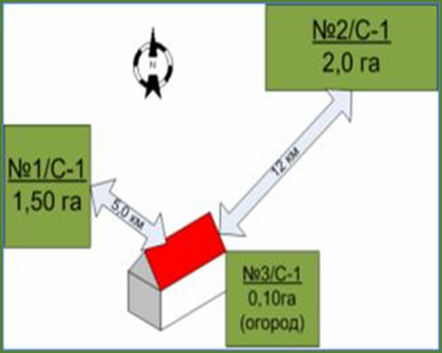 №2/С-1
2,0 га
N
№1/С-1
1,50 га
5,0 км
12 км
№3/С-1
0,10га
(огород)